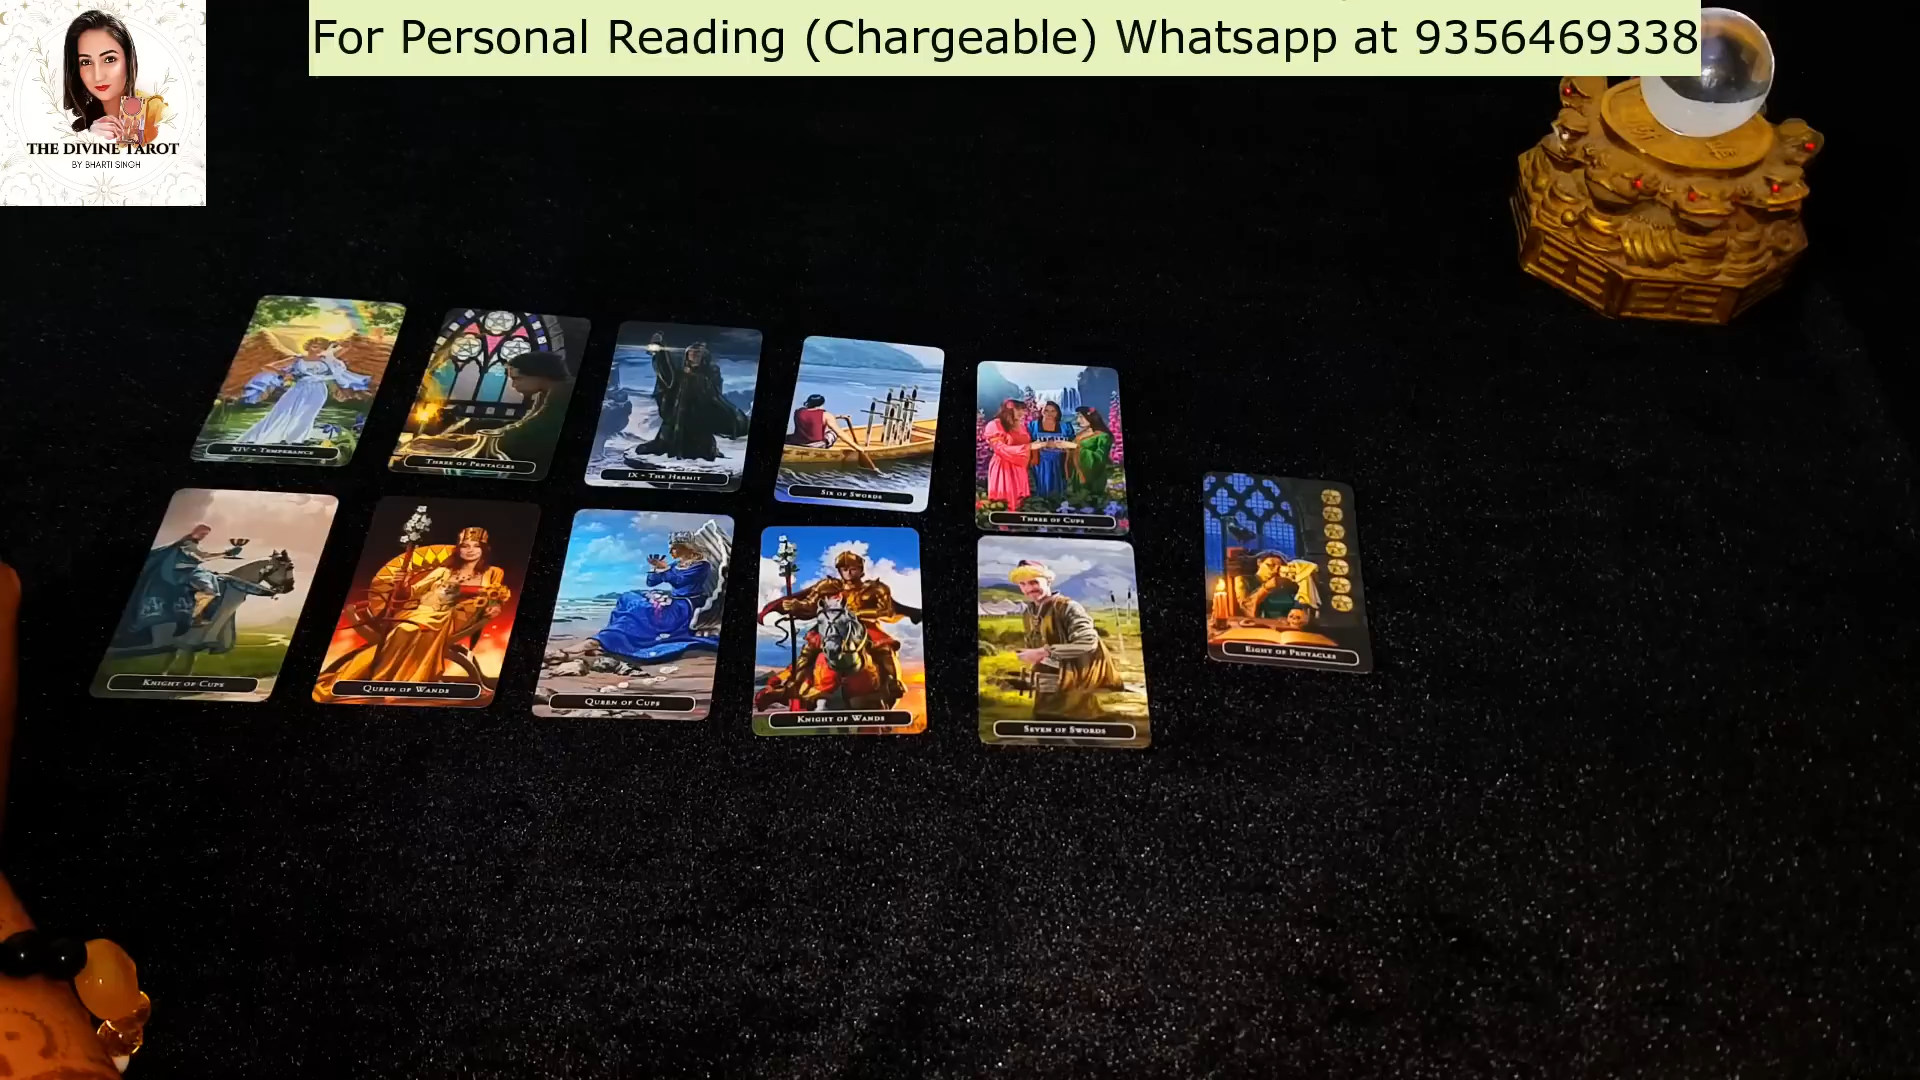 For Personal Reading (Chargeable) Whatsapp at 9356469338
THE DIVINE TAROT
BY BHARTI SINGH
XIV • TEMPERANCE
THREE OF PENTACLES
IX • THE HERMIT
SIX OF SWORDS
THREE OF CUPS
EIGHT OF PENTACLES
KNIGHT OF CUPS
QUEEN OF WANDS
QUEEN OF CUPS
KNIGHT OF WANDS
SEVEN OF SWORDS